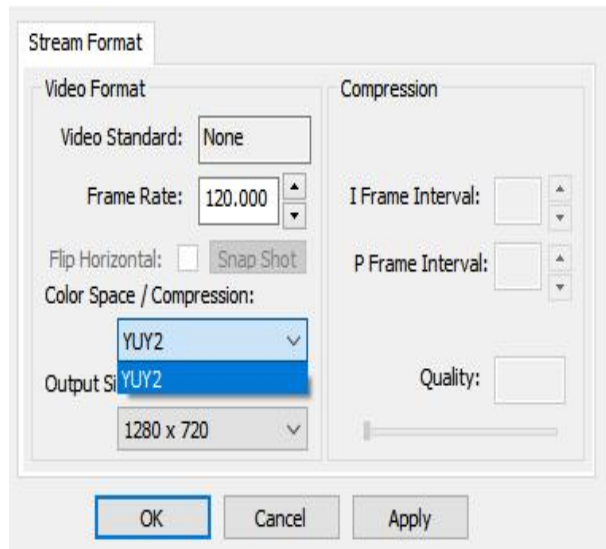 Stream Format
Video Format
Compression
Video Standard: None
Frame Rate: 120.000
I Frame Interval:
Flip Horizontal: Snap Shot
P Frame Interval:
Color Space / Compression:
YUY2
YUY2
Output Si
Quality:
1280 x 720
OK Cancel Apply